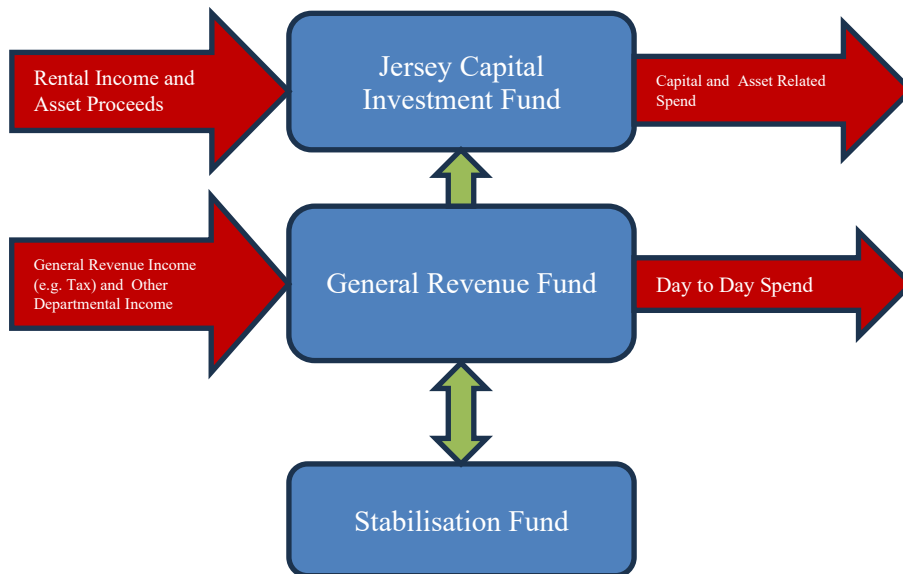 Rental Income and
Asset Proceeds
Jersey Capital
Investment Fund
Capital and Asset Related
Spend
General Revenue Income
(e.g. Tax) and Other
Departmental Income
General Revenue Fund
Day to Day Spend
Stabilisation Fund